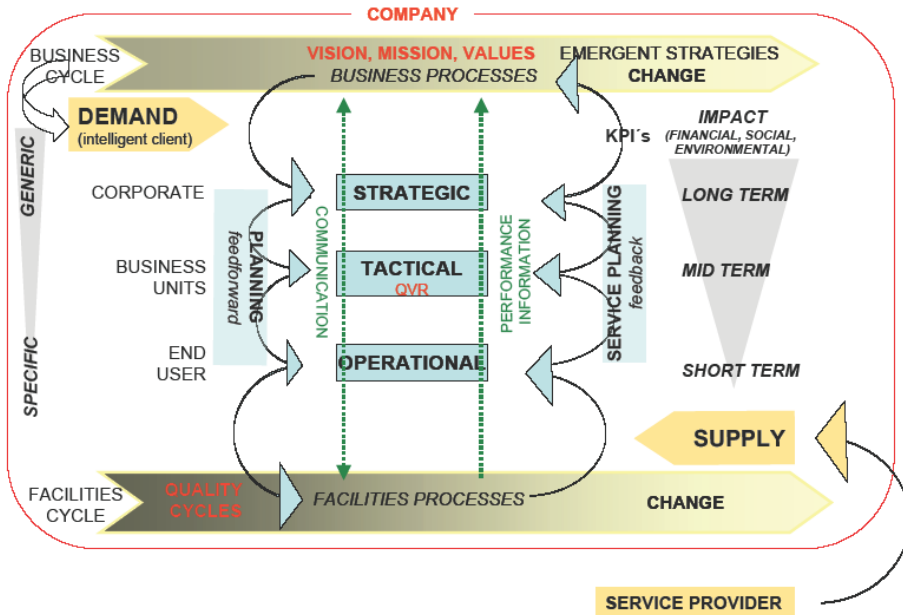 COMPANY
BUSINESS
CYCLE
VISION, MISSION, VALUES
BUSINESS PROCESSES
EMERGENT STRATEGIES
CHANGE
DEMAND
(intelligent client)
KPI´s
IMPACT
(FINANCIAL, SOCIAL,
ENVIRONMENTAL)
GENERIC
SPECIFIC
CORPORATE
BUSINESS
UNITS
END
USER
PLANNING
feedforward
COMMUNICATION
STRATEGIC
TACTICAL
QVR
OPERATIONAL
PERFORMANCE
INFORMATION
SERVICE PLANNING
feedback
LONG TERM
MID TERM
SHORT TERM
SUPPLY
FACILITIES
CYCLE
QUALITY
CYCLES
FACILITIES PROCESSES
CHANGE
SERVICE PROVIDER